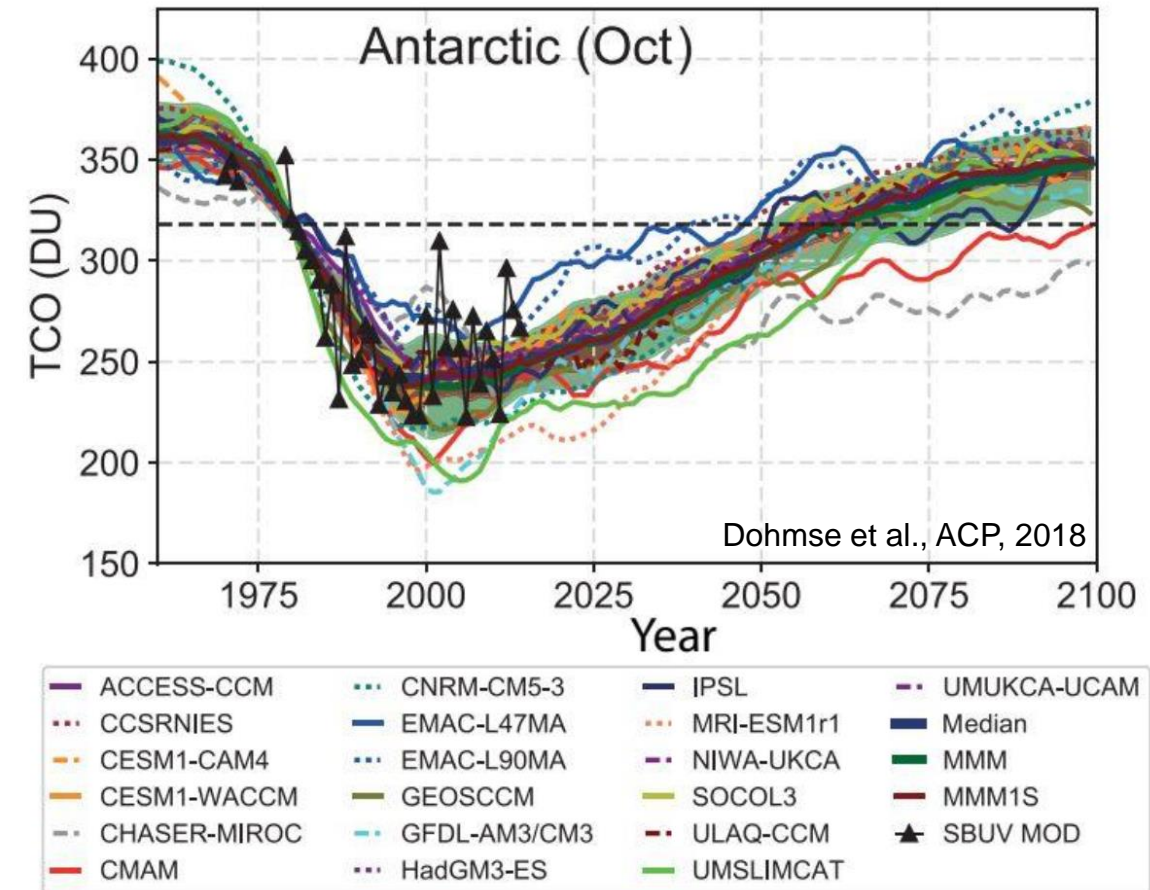 Antarctic (Oct)
400
350
300
250
200
150
TCO (DU)
Dohmse et al., ACP, 2018
1975 2000 2025 2050 2075 2100
Year
ACCESS-CCM CNRM-CM5-3 IPSL UMUKCA-UCAM
CCSRNIES EMAC-L47MA MRI-ESM1r1 Median
CESM1-CAM4 EMAC-L90MA NIWA-UKCA MMM
CESM1-WACCM GEOSCCM SOCOL3 MMM1S
CHASER-MIROC GFDL-AM3/CM3 ULAQ-CCM SBUV MOD
CMAM HadGM3-ES UMSLIMCAT